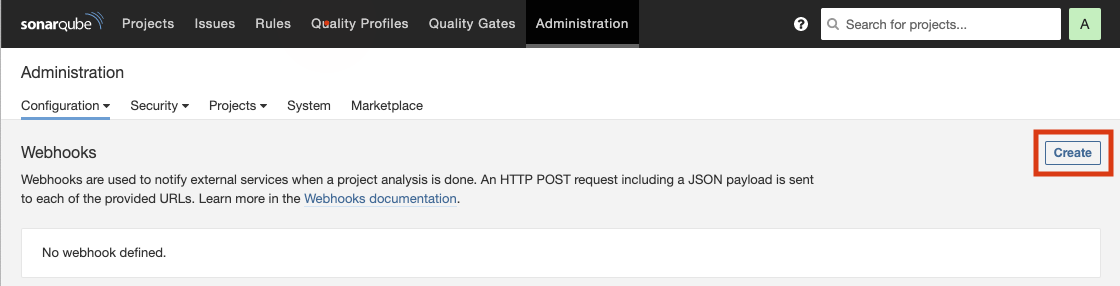 sonarqube Projects Issues Rules Quality Profiles Quality Gates Administration ? Search for projects... A
Administration
Configuration Security Projects System Marketplace
Webhooks
Create
Webhooks are used to notify external services when a project analysis is done. An HTTP POST request including a JSON payload is sent
to each of the provided URLs. Learn more in the Webhooks documentation.
No webhook defined.